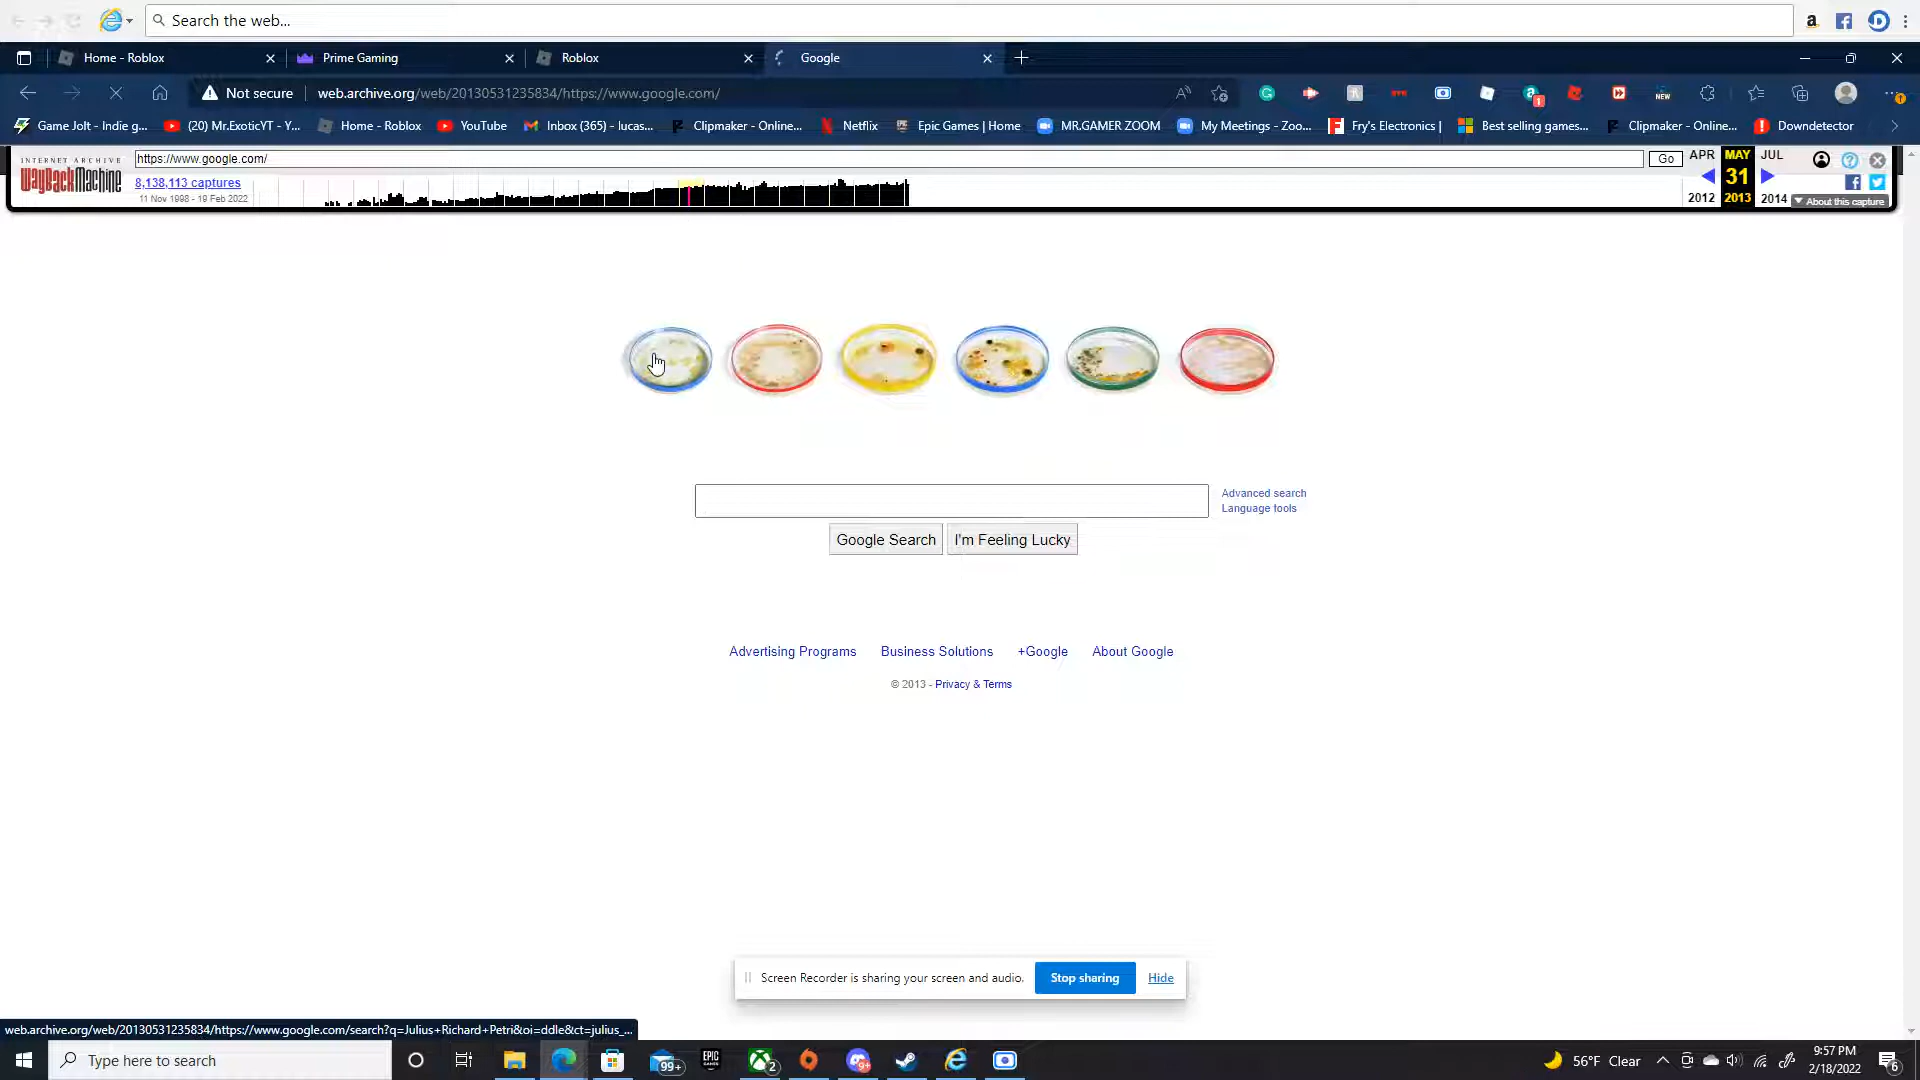 Search the web...
Home - Roblox
Prime Gaming
Roblox
Google
Not secure
web.archive.org/web/20130531235834/https://www.google.com/
Game Jolt - Indie g...
(20) Mr.ExoticYT - Y...
Home - Roblox
YouTube
Inbox (365) - lucas...
Clipmaker - Online...
Netflix
Epic Games | Home
MR.GAMER ZOOM
My Meetings - Zoo...
Fry's Electronics |
Best selling games...
Clipmaker - Online...
Downdetector
INTERNET ARCHIVE
WayBackMachine
https://www.google.com/
Go
APR
MAY
JUL
8,138,113 captures
31
11 Nov 1998 - 19 Feb 2022
2012
2013
2014
About this capture
Advanced search
Language tools
Google Search
I'm Feeling Lucky
Advertising Programs
Business Solutions
+Google
About Google
© 2013 - Privacy & Terms
Screen Recorder is sharing your screen and audio.
Stop sharing
Hide
web.archive.org/web/20130531235834/https://www.google.com/search?q=Julius+Richard+Petri&oi=ddle&ct=julius_...
Type here to search
99+
EPIC
GAMES
2
9+
56°F Clear
9:57 PM
2/18/2022
6